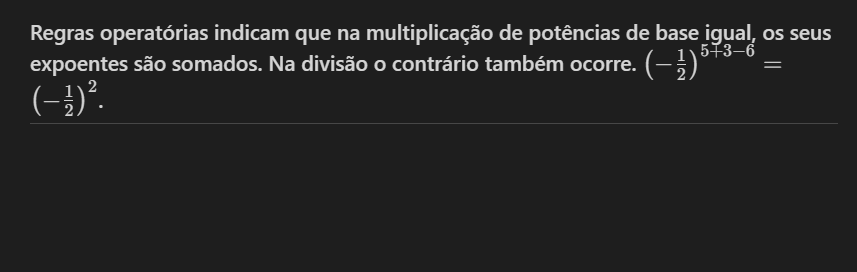 Regras operatórias indicam que na multiplicação de potências de base igual, os seus
expoentes são somados. Na divisão o contrário também ocorre. $\left(-\frac{1}{2}\right)^{5+3-6} =$
$\left(-\frac{1}{2}\right)^{2}$.